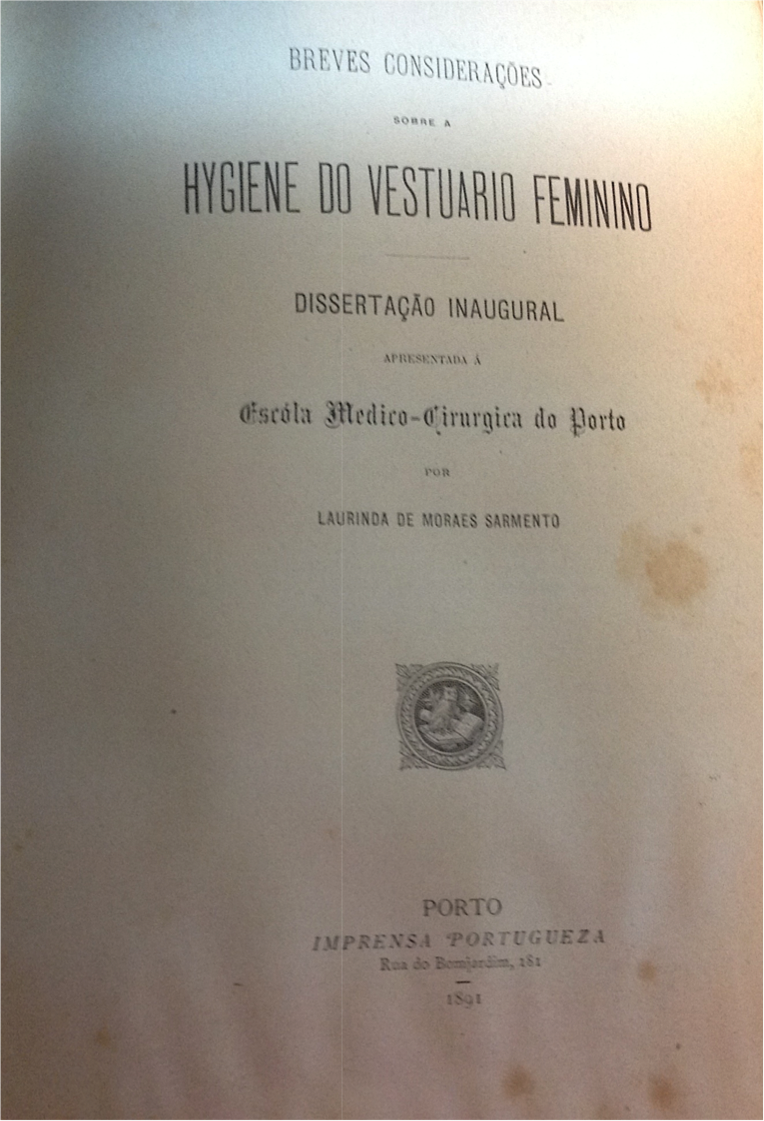 BREVES CONSIDERAÇÕES
SOBRE A
HYGIENE DO VESTUARIO FEMININO
DISSERTAÇÃO INAUGURAL
APRESENTADA Á
Escóla Medico-Cirurgica do Porto
POR
LAURINDA DE MORAES SARMENTO
PORTO
IMPRENSA PORTUGUEZA
Rua do Bomjardim, 181
1891